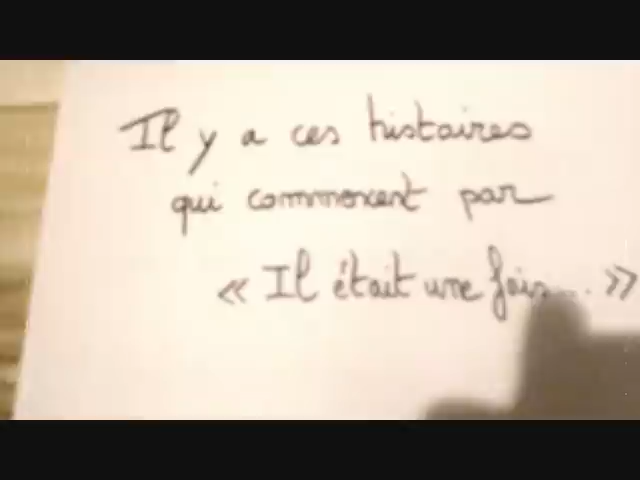 Il y a ces histoires
qui commencent par
« Il était une fois... »